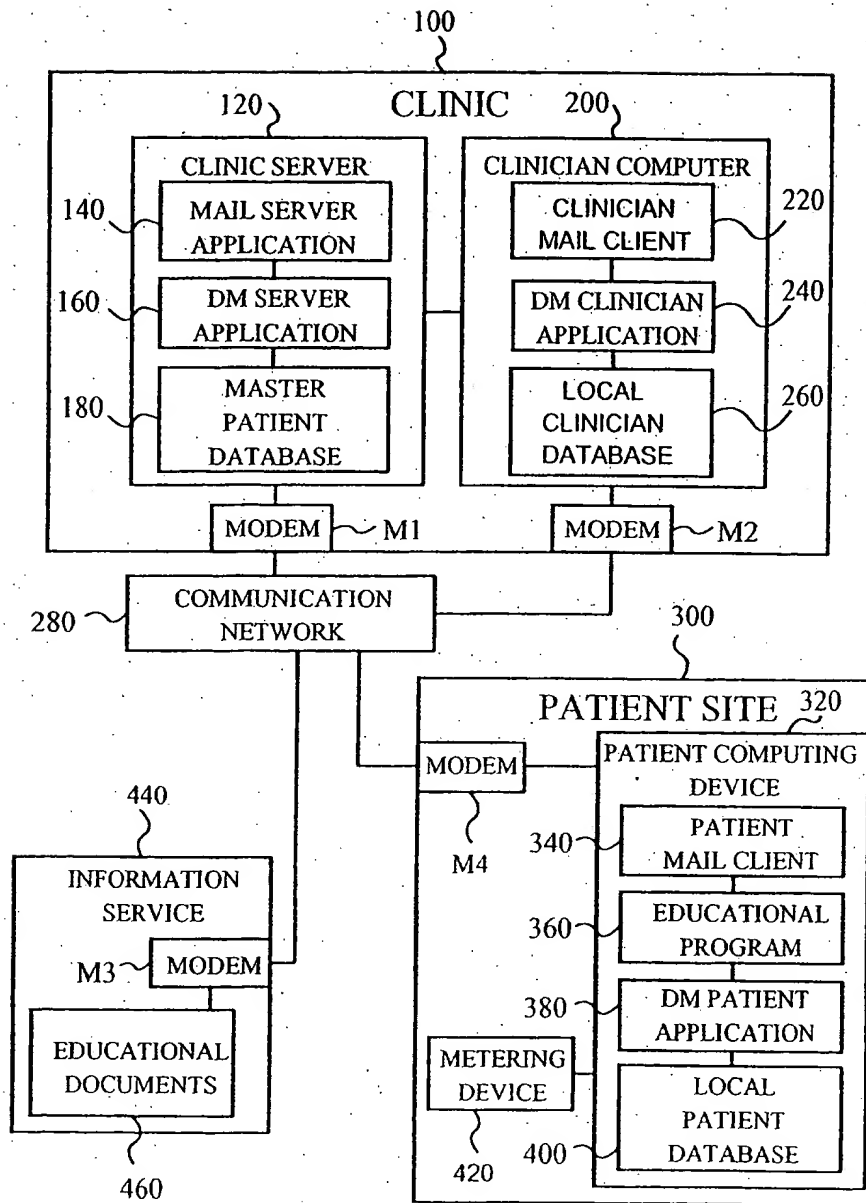 100
CLINIC
120
200
CLINIC SERVER
CLINICIAN COMPUTER
140
MAIL SERVER
APPLICATION
CLINICIAN
MAIL CLIENT
220
160
DM SERVER
APPLICATION
DM CLINICIAN
APPLICATION
240
180
MASTER
PATIENT
DATABASE
LOCAL
CLINICIAN
DATABASE
260
MODEM
M1
MODEM
M2
280
COMMUNICATION
NETWORK
300
PATIENT SITE
320
MODEM
M4
PATIENT COMPUTING
DEVICE
340
PATIENT
MAIL CLIENT
360
EDUCATIONAL
PROGRAM
380
DM PATIENT
APPLICATION
METERING
DEVICE
420
400
LOCAL
PATIENT
DATABASE
440
INFORMATION
SERVICE
M3
MODEM
EDUCATIONAL
DOCUMENTS
460